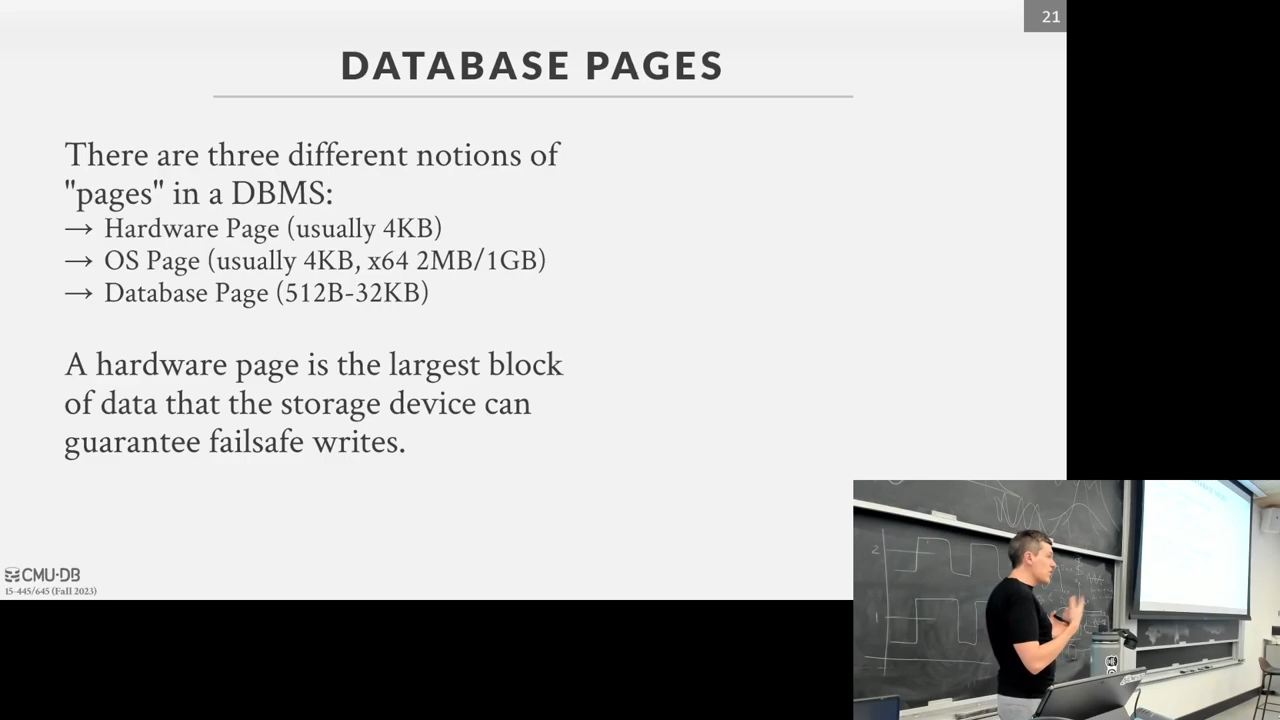 21
DATABASE PAGES
There are three different notions of
"pages" in a DBMS:
→ Hardware Page (usually 4KB)
→ OS Page (usually 4KB, x64 2MB/1GB)
→ Database Page (512B-32KB)
A hardware page is the largest block
of data that the storage device can
guarantee failsafe writes.
CMU·DB
15-445/645 (Fall 2023)
2
1